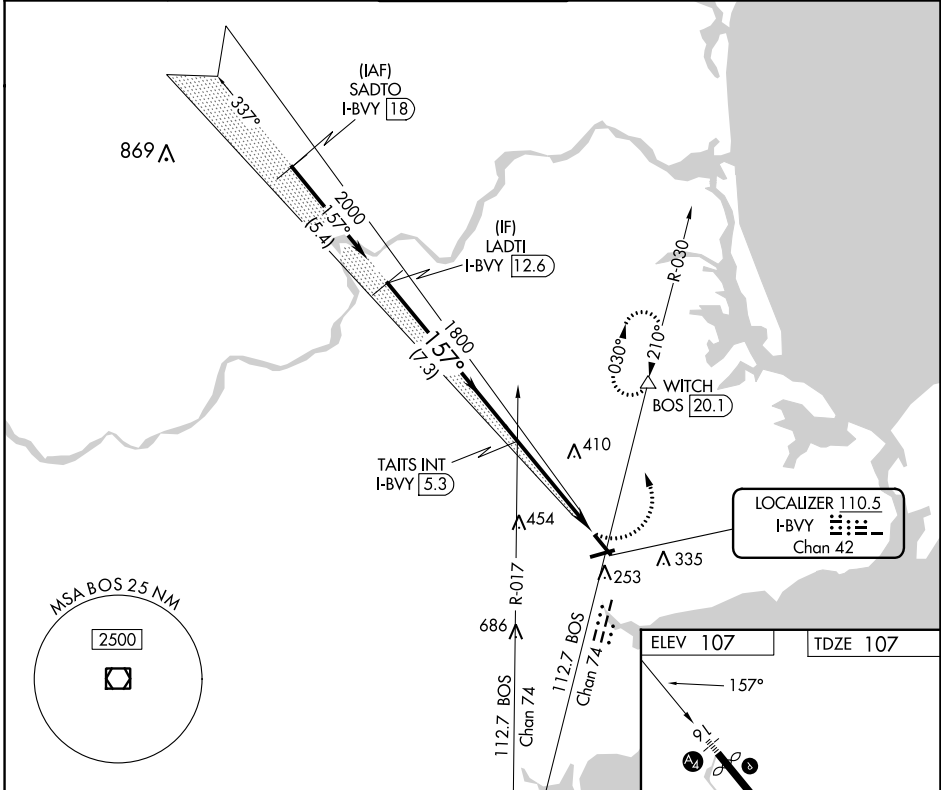 (IAF)
SADTO
I-BVY 18
337°
869
2000
157°
(5.4)
(IF)
LADTI
I-BVY 12.6
1800
157°
(7.3)
R-030
030°
210°
WITCH
BOS 20.1
410
TAITS INT
I-BVY 5.3
454
LOCALIZER 110.5
I-BVY
Chan 42
335
253
R-017
686
112.7 BOS
Chan 74
112.7 BOS
Chan 74
MSA BOS 25 NM
2500
ELEV 107
TDZE 107
157°
16
A4
P